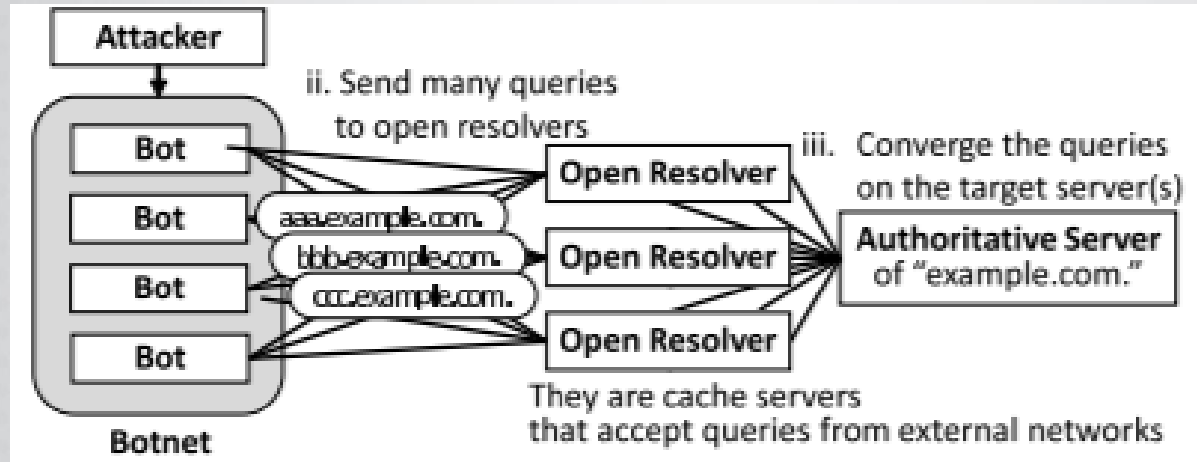 Attacker
ii. Send many queries
to open resolvers
Bot
Bot
Bot
Bot
Botnet
aaa.example.com.
bbb.example.com.
ccc.example.com.
Open Resolver
Open Resolver
Open Resolver
They are cache servers
that accept queries from external networks
iii. Converge the queries
on the target server(s)
Authoritative Server
of “example.com.”